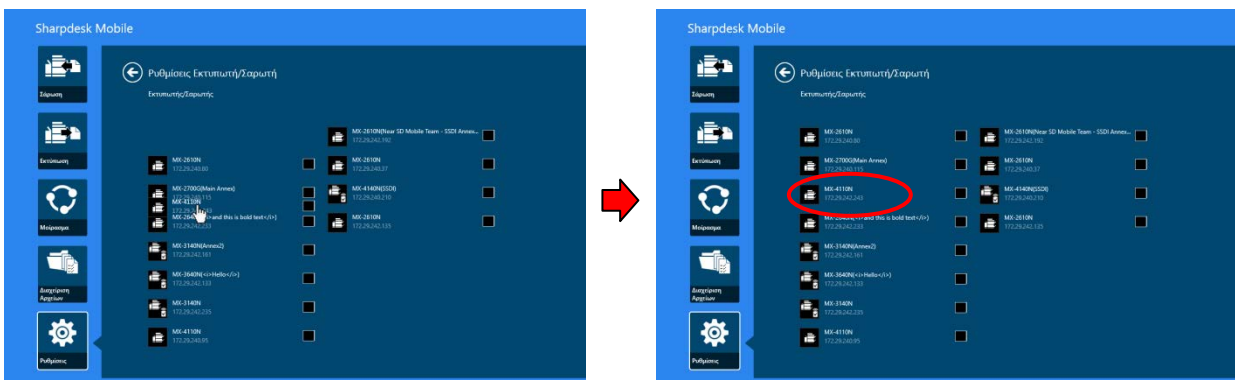 Sharpdesk Mobile
Σάρωση
Εκτύπωση
Μοίρασμα
Διαχείριση
Αρχείων
Ρυθμίσεις
Ρυθμίσεις Εκτυπωτή/Σαρωτή
Εκτυπωτής/Σαρωτής
MX-2610N
172.29.240.60
MX-2700G(Main Annex)
MX-4110N
172.29.242.233
MX-3140N(Annex2)
172.29.242.161
MX-3640N(<i>Hello</i>)
172.29.242.133
MX-3140N
172.29.242.235
MX-4110N
172.29.240.95
MX-2610N(Near SD Mobile Team - SSDI Annex...
172.29.242.192
MX-2610N
172.29.240.37
MX-4140N(SSDI)
172.29.240.210
MX-2610N
172.29.242.135
Sharpdesk Mobile
Σάρωση
Εκτύπωση
Μοίρασμα
Διαχείριση
Αρχείων
Ρυθμίσεις
Ρυθμίσεις Εκτυπωτή/Σαρωτή
Εκτυπωτής/Σαρωτής
MX-2610N
172.29.240.60
MX-2700G(Main Annex)
172.29.240.115
MX-4110N
172.29.242.243
MX-2640N(<i>and this is bold text</i>)
172.29.242.233
MX-3140N(Annex2)
172.29.242.161
MX-3640N(<i>Hello</i>)
172.29.242.133
MX-3140N
172.29.242.235
MX-4110N
172.29.240.95
MX-2610N(Near SD Mobile Team - SSDI Annex...
172.29.242.192
MX-2610N
172.29.240.37
MX-4140N(SSDI)
172.29.240.210
MX-2610N
172.29.242.135